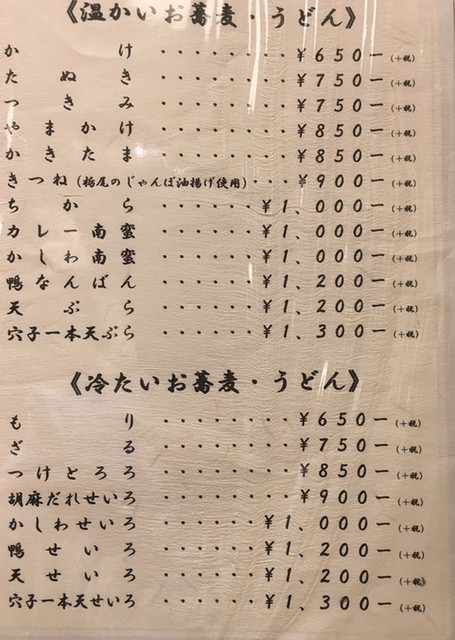 《温かいお蕎麦・うどん》
かけ・・・・・・・¥650ー(+税)
たぬき・・・・・・・¥750ー(+税)
つきみ・・・・・・・¥750ー(+税)
やまかけ・・・・・・・¥850ー(+税)
かきたま・・・・・・・¥850ー(+税)
きつね(栃尾のじゃんぼ油揚げ使用)・・・¥900ー(+税)
ちから・・・・・¥1、000ー(+税)
カレー南蛮・・・・・¥1、000ー(+税)
かしわ南蛮・・・・・¥1、000ー(+税)
鴨なんばん・・・・・¥1、200ー(+税)
天ぷら・・・・・¥1、200ー(+税)
穴子一本天ぷら・・・・・¥1、300ー(+税)
《冷たいお蕎麦・うどん》
もり・・・・・・・¥650ー(+税)
ざる・・・・・・・¥750ー(+税)
つけとろろ・・・・・・・¥850ー(+税)
胡麻だれせいろ・・・・・・・¥900ー(+税)
かしわせいろ・・・・・¥1、000ー(+税)
鴨せいろ・・・・・¥1、200ー(+税)
天せいろ・・・・・¥1、200ー(+税)
穴子一本天せいろ・・・・・¥1、300ー(+税)